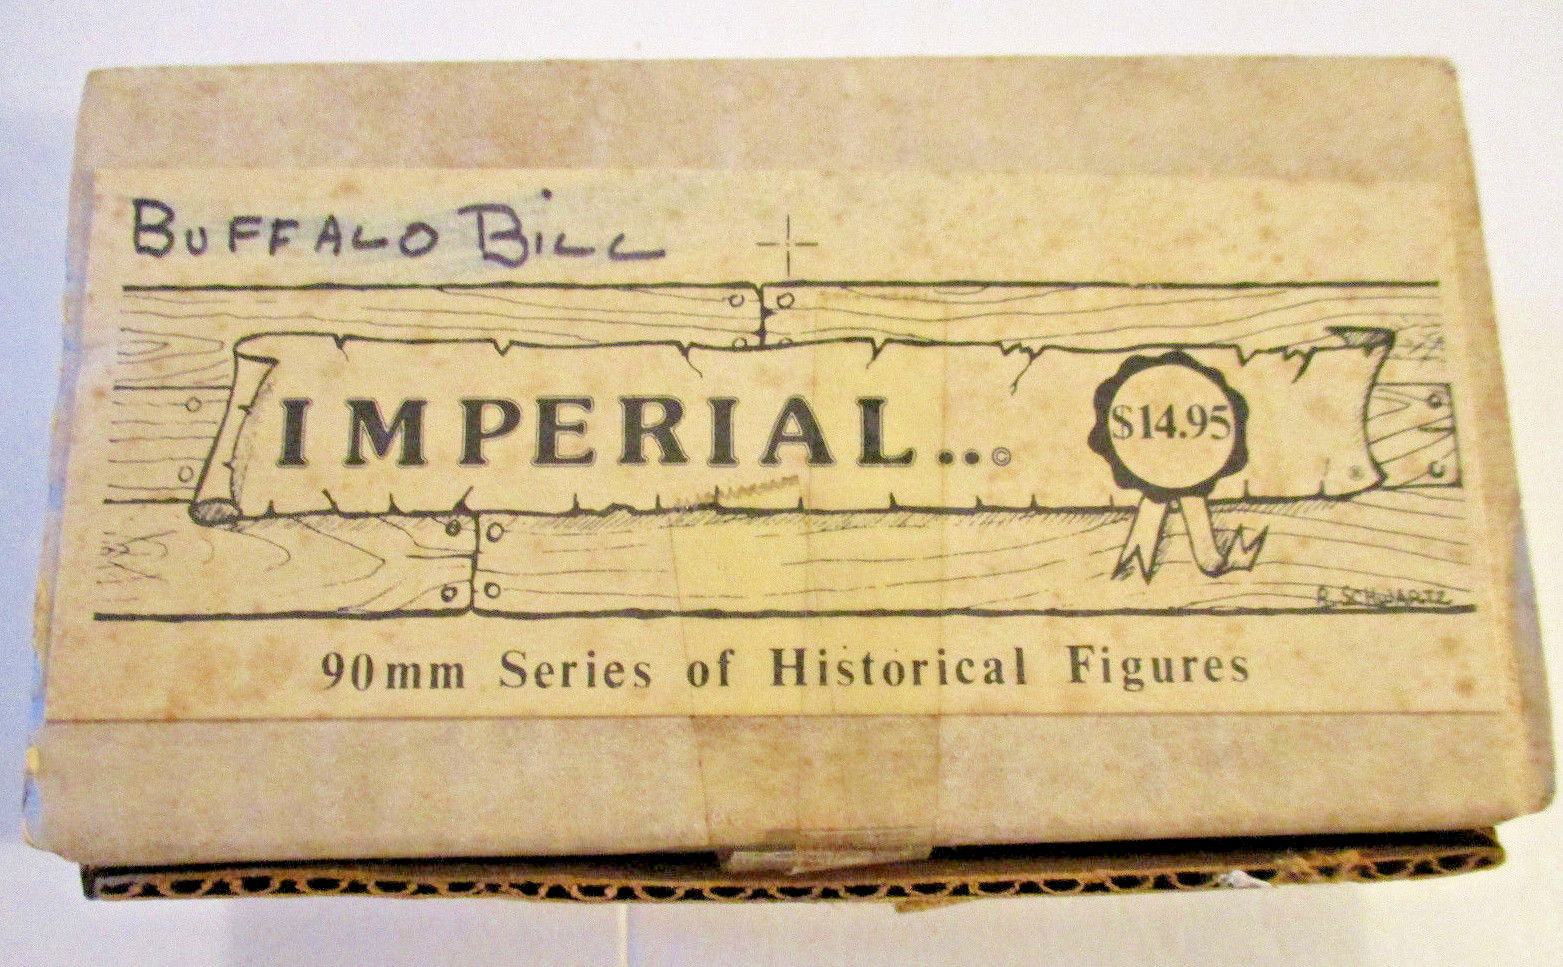 BUFFALO BILL
IMPERIAL..©
$14.95
R. SCHWARTZ
90mm Series of Historical Figures